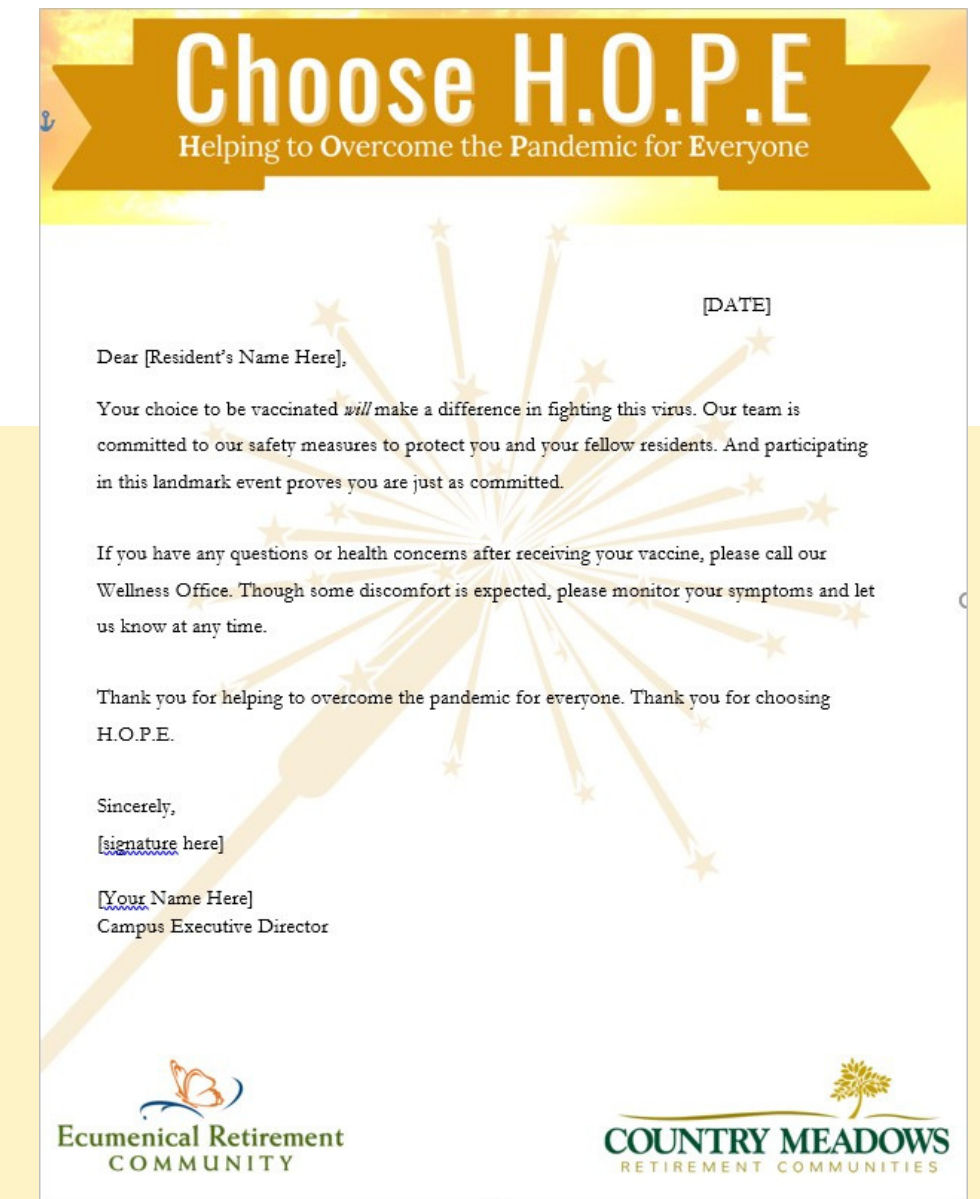 Choose H.O.P.E
Helping to Overcome the Pandemic for Everyone
[DATE]
Dear [Resident's Name Here],
Your choice to be vaccinated will make a difference in fighting this virus. Our team is
committed to our safety measures to protect you and your fellow residents. And participating
in this landmark event proves you are just as committed.
If you have any questions or health concerns after receiving your vaccine, please call our
Wellness Office. Though some discomfort is expected, please monitor your symptoms and let
us know at any time.
Thank you for helping to overcome the pandemic for everyone. Thank you for choosing
H.O.P.E.
Sincerely,
[signature here]
[Your Name Here]
Campus Executive Director
Ecumenical Retirement
COMMUNITY
COUNTRY MEADOWS
RETIREMENT COMMUNITIES